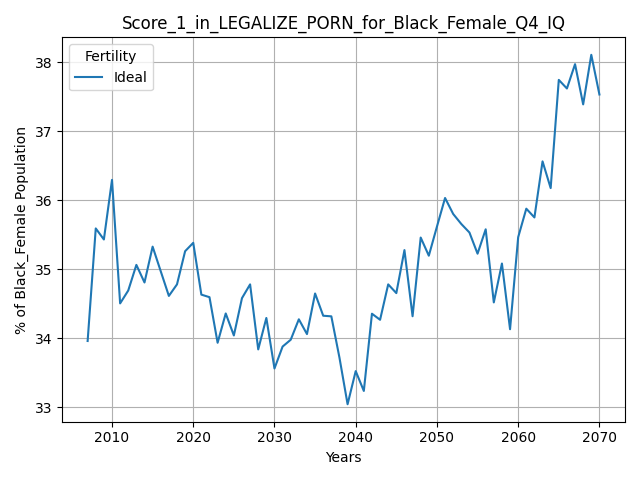 Score_1_in_LEGALIZE_PORN_for_Black_Female_Q4_IQ
Fertility
Ideal
% of Black_Female Population
38
37
36
35
34
33
2010 2020 2030 2040 2050 2060 2070
Years